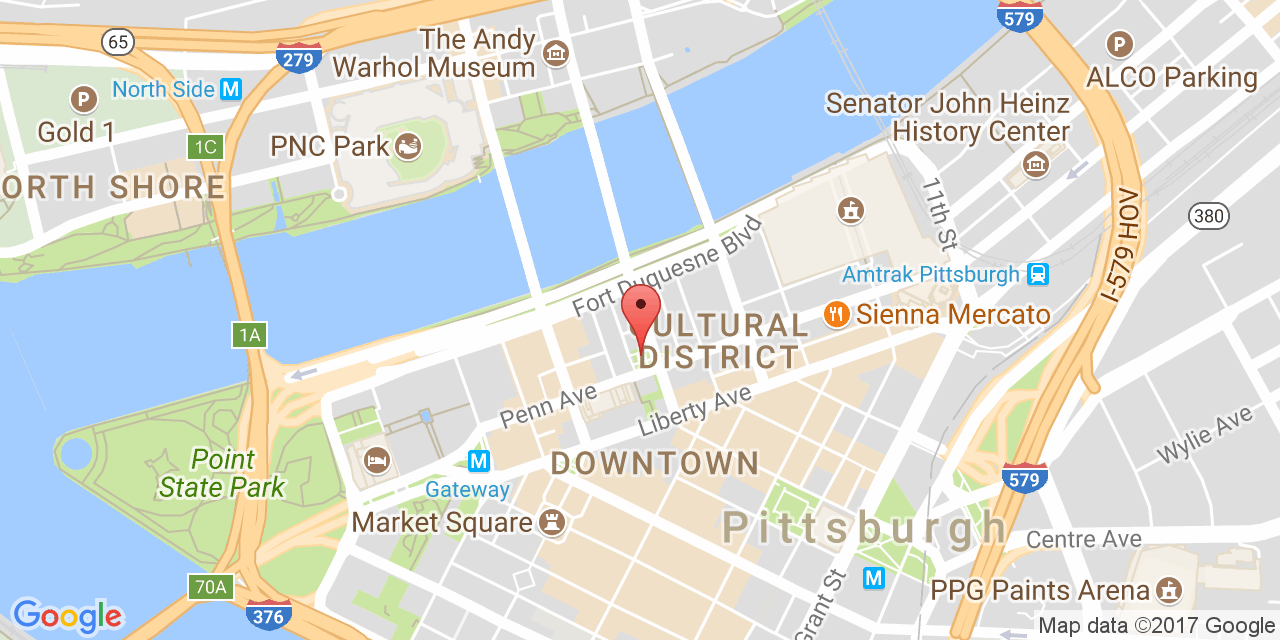 579
65
279
The Andy
Warhol Museum
P
ALCO Parking
North Side M
P
Gold 1
Senator John Heinz
History Center
1C
PNC Park
ORTH SHORE
11th St
I-579 HOV
380
Fort Duquesne Blvd
Amtrak Pittsburgh
Sienna Mercato
1A
CULTURAL
DISTRICT
Penn Ave
Liberty Ave
Wylie Ave
Point
State Park
M
Gateway
DOWNTOWN
579
Market Square
Pittsburgh
Centre Ave
M
70A
PPG Paints Arena
Grant St
376
Google
Map data ©2017 Google